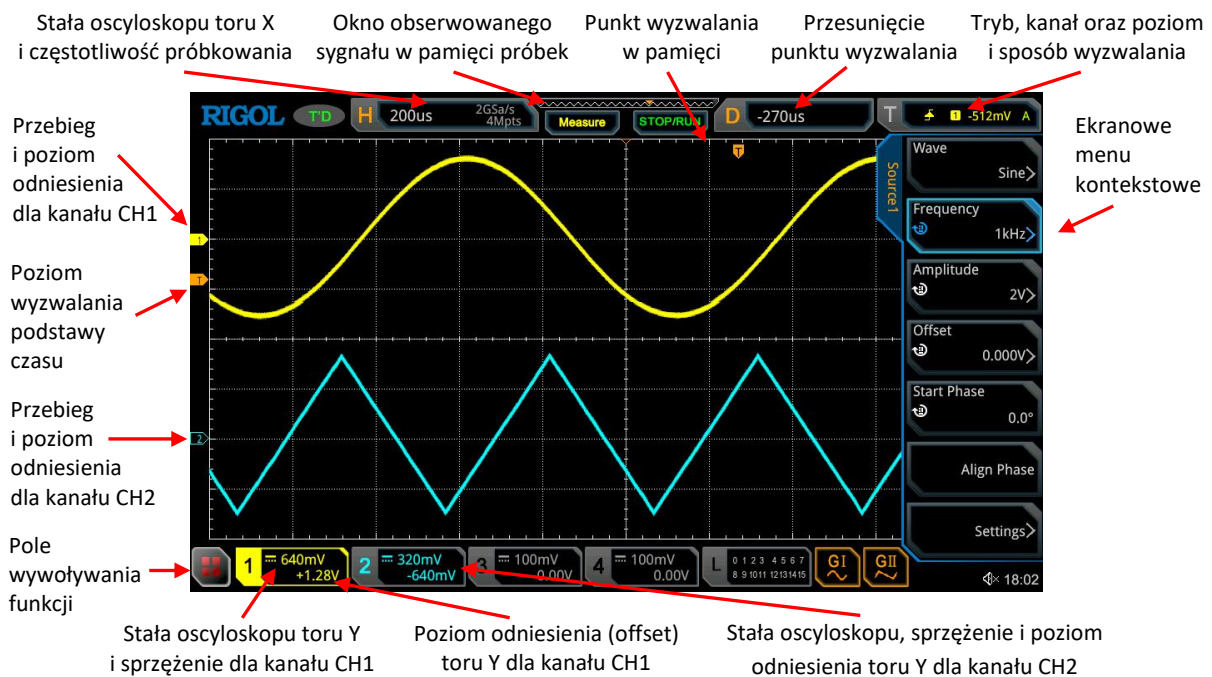 Stała oscyloskopu toru X
i częstotliwość próbkowania
Okno obserwowanego
sygnału w pamięci próbek
Punkt wyzwalania
w pamięci
Przesunięcie
punktu wyzwalania
Tryb, kanał oraz poziom
i sposób wyzwalania
RIGOL
T'D
H
200us
2GSa/s
4Mpts
Measure
STOP/RUN
D
-270us
T
1
-512mV
A
Przebieg
i poziom
odniesienia
dla kanału CH1
Poziom
wyzwalania
podstawy
czasu
Przebieg
i poziom
odniesienia
dla kanału CH2
Pole
wywoływania
funkcji
1
T
2
T
Source1
Wave
Sine>
Frequency
1kHz>
Amplitude
2V>
Offset
0.000V>
Start Phase
0.0°
Align Phase
Settings>
Ekranowe
menu
kontekstowe
1
640mV
+1.28V
2
320mV
-640mV
3
100mV
0.00V
4
100mV
0.00V
L
0 1 2 3 4 5 6 7
8 9 10 11 12 13 14 15
GI
GII
18:02
Stała oscyloskopu toru Y
i sprzężenie dla kanału CH1
Poziom odniesienia (offset)
toru Y dla kanału CH1
Stała oscyloskopu, sprzężenie i poziom
odniesienia toru Y dla kanału CH2